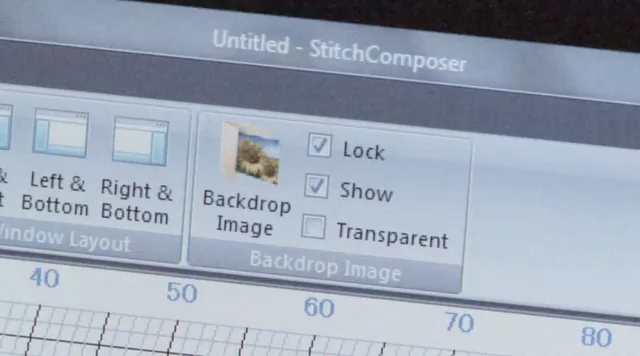 Untitled - StitchComposer
Left & Bottom
Right & Bottom
Window Layout
Backdrop Image
Lock
Show
Transparent
Backdrop Image
40 50 60 70 80